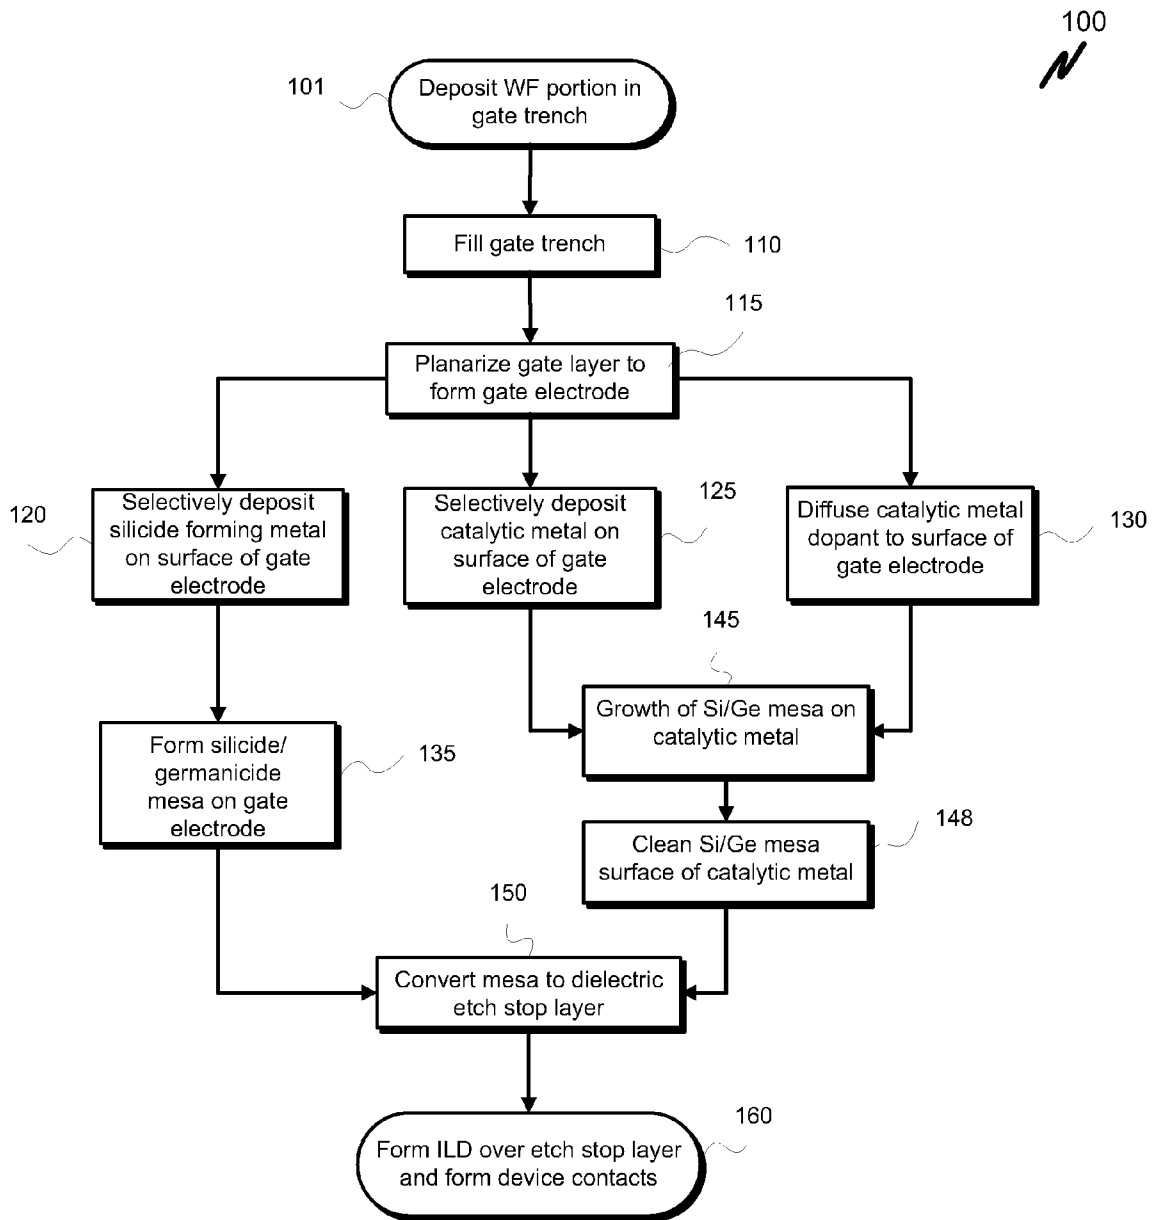 100
101
Deposit WF portion in
gate trench
Fill gate trench
110
115
Planarize gate layer to
form gate electrode
120
Selectively deposit
silicide forming metal
on surface of gate
electrode
Selectively deposit
catalytic metal on
surface of gate
electrode
125
Diffuse catalytic metal
dopant to surface of
gate electrode
130
145
Growth of Si/Ge mesa on
catalytic metal
Form silicide/
germanicide
mesa on gate
electrode
135
148
Clean Si/Ge mesa
surface of catalytic metal
150
Convert mesa to dielectric
etch stop layer
160
Form ILD over etch stop layer
and form device contacts